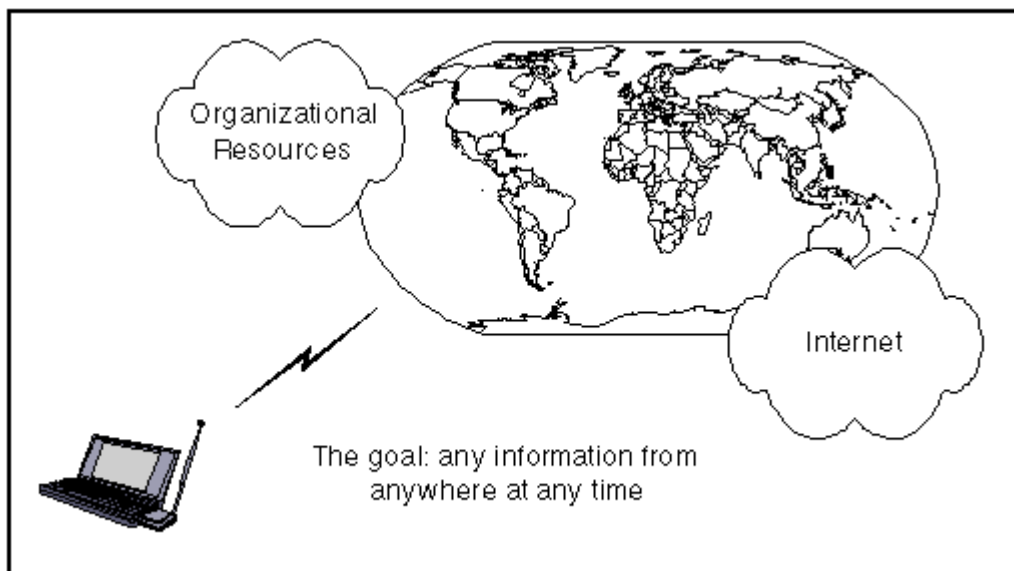 Organizational
Resources
Internet
The goal: any information from
anywhere at any time